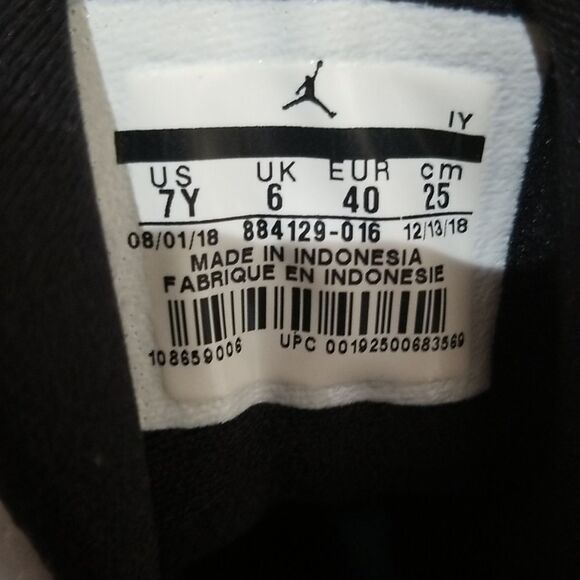 IY
US UK EUR cm
7Y 6 40 25
08/01/18 884129-016 12/13/18
MADE IN INDONESIA
FABRIQUE EN INDONESIE
108659006 UPC 00192500683569